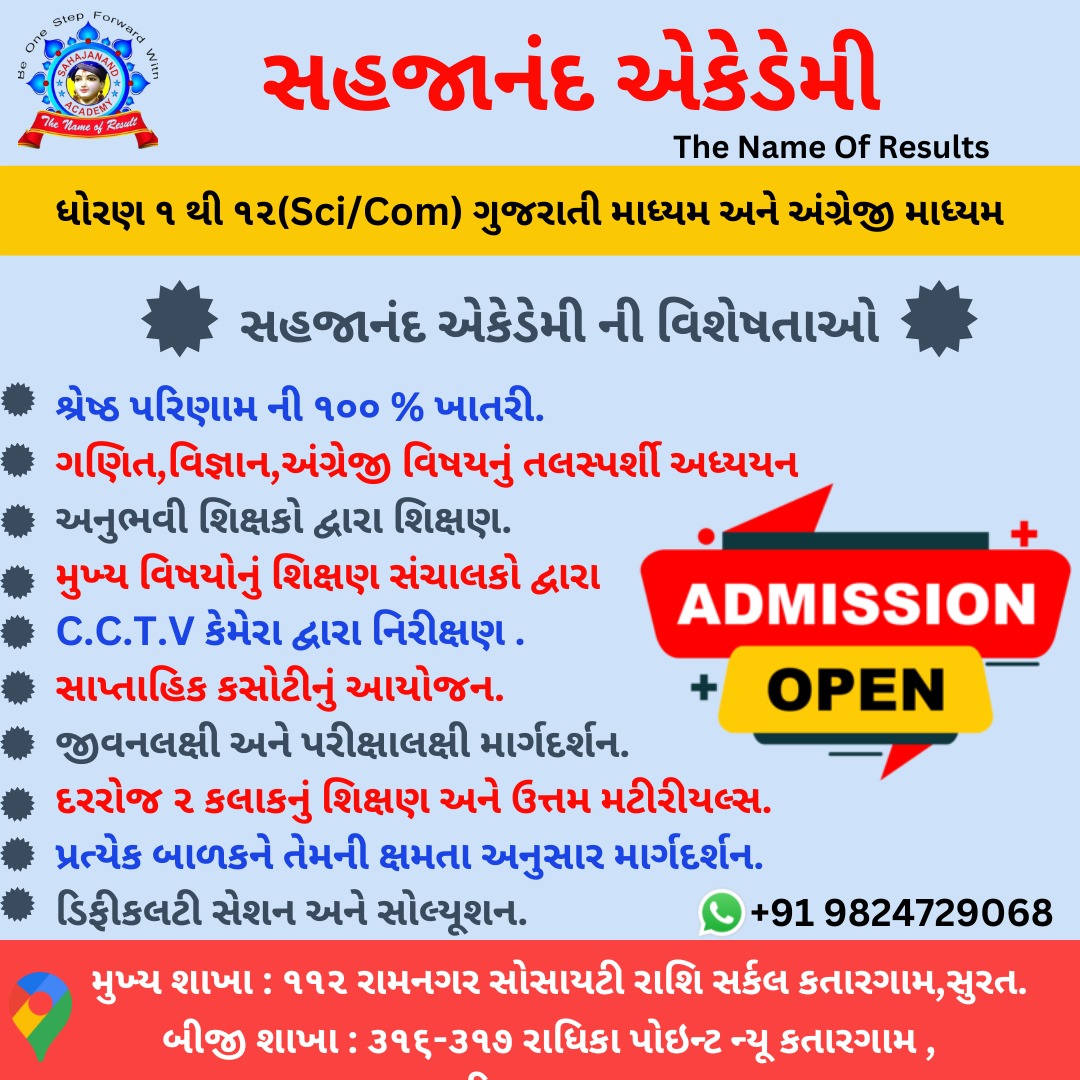 Be One Step Forward With
SAHAJANAND
ACADEMY
The Name of Result
સહજાનંદ એકેડેમી
The Name Of Results
ધોરણ ૧ થી ૧૨(Sci/Com) ગુજરાતી માધ્યમ અને અંગ્રેજી માધ્યમ
સહજાનંદ એકેડેમી ની વિશેષતાઓ
શ્રેષ્ઠ પરિણામ ની ૧૦૦ % ખાતરી.
ગણિત,વિજ્ઞાન,અંગ્રેજી વિષયનું તલસ્પર્શી અધ્યયન
અનુભવી શિક્ષકો દ્વારા શિક્ષણ.
મુખ્ય વિષયોનું શિક્ષણ સંચાલકો દ્વારા
C.C.T.V કેમેરા દ્વારા નિરીક્ષણ .
સાપ્તાહિક કસોટીનું આયોજન.
જીવનલક્ષી અને પરીક્ષાલક્ષી માર્ગદર્શન.
દરરોજ ૨ કલાકનું શિક્ષણ અને ઉત્તમ મટીરીયલ્સ.
પ્રત્યેક બાળકને તેમની ક્ષમતા અનુસાર માર્ગદર્શન.
ડિફીકલટી સેશન અને સોલ્યૂશન.
ADMISSION
OPEN
+91 9824729068
મુખ્ય શાખા : ૧૧૨ રામનગર સોસાયટી રાશિ સર્કલ કતારગામ,સુરત.
બીજી શાખા : ૩૧૬-૩૧૭ રાધિકા પોઇન્ટ ન્યૂ કતારગામ ,